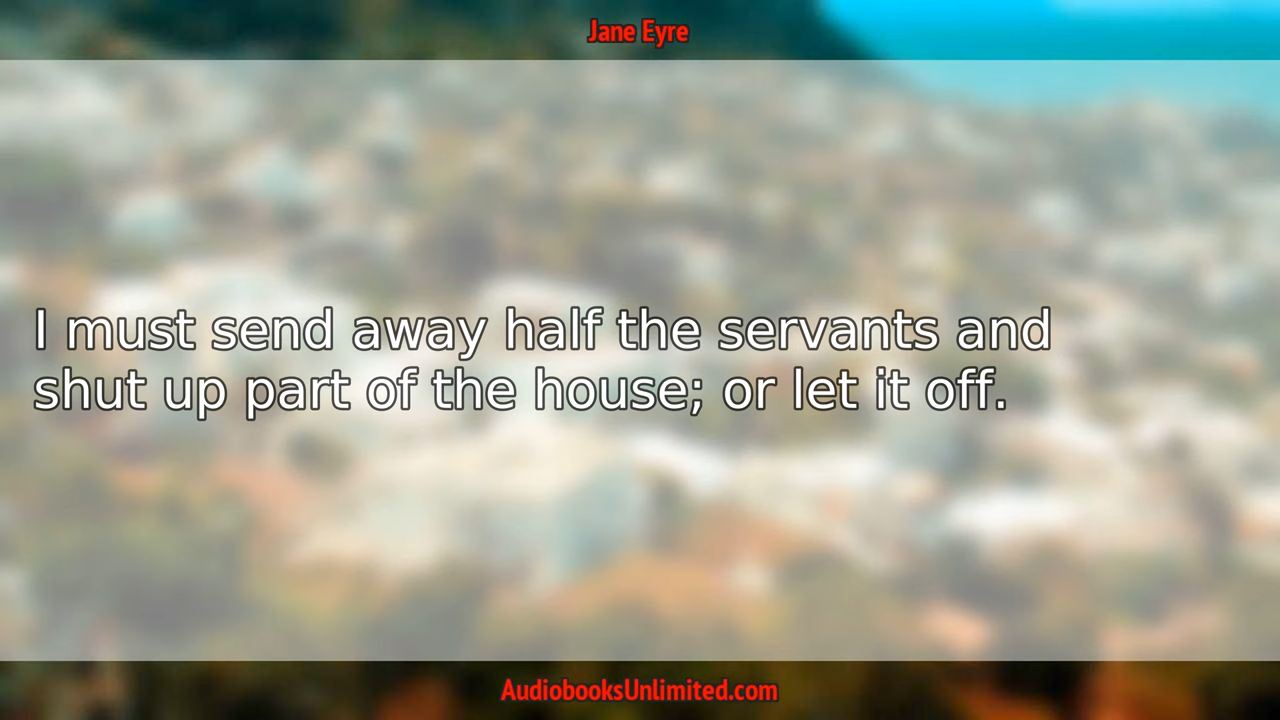 Jane Eyre
I must send away half the servants and
shut up part of the house; or let it off.
AudiobooksUnlimited.com